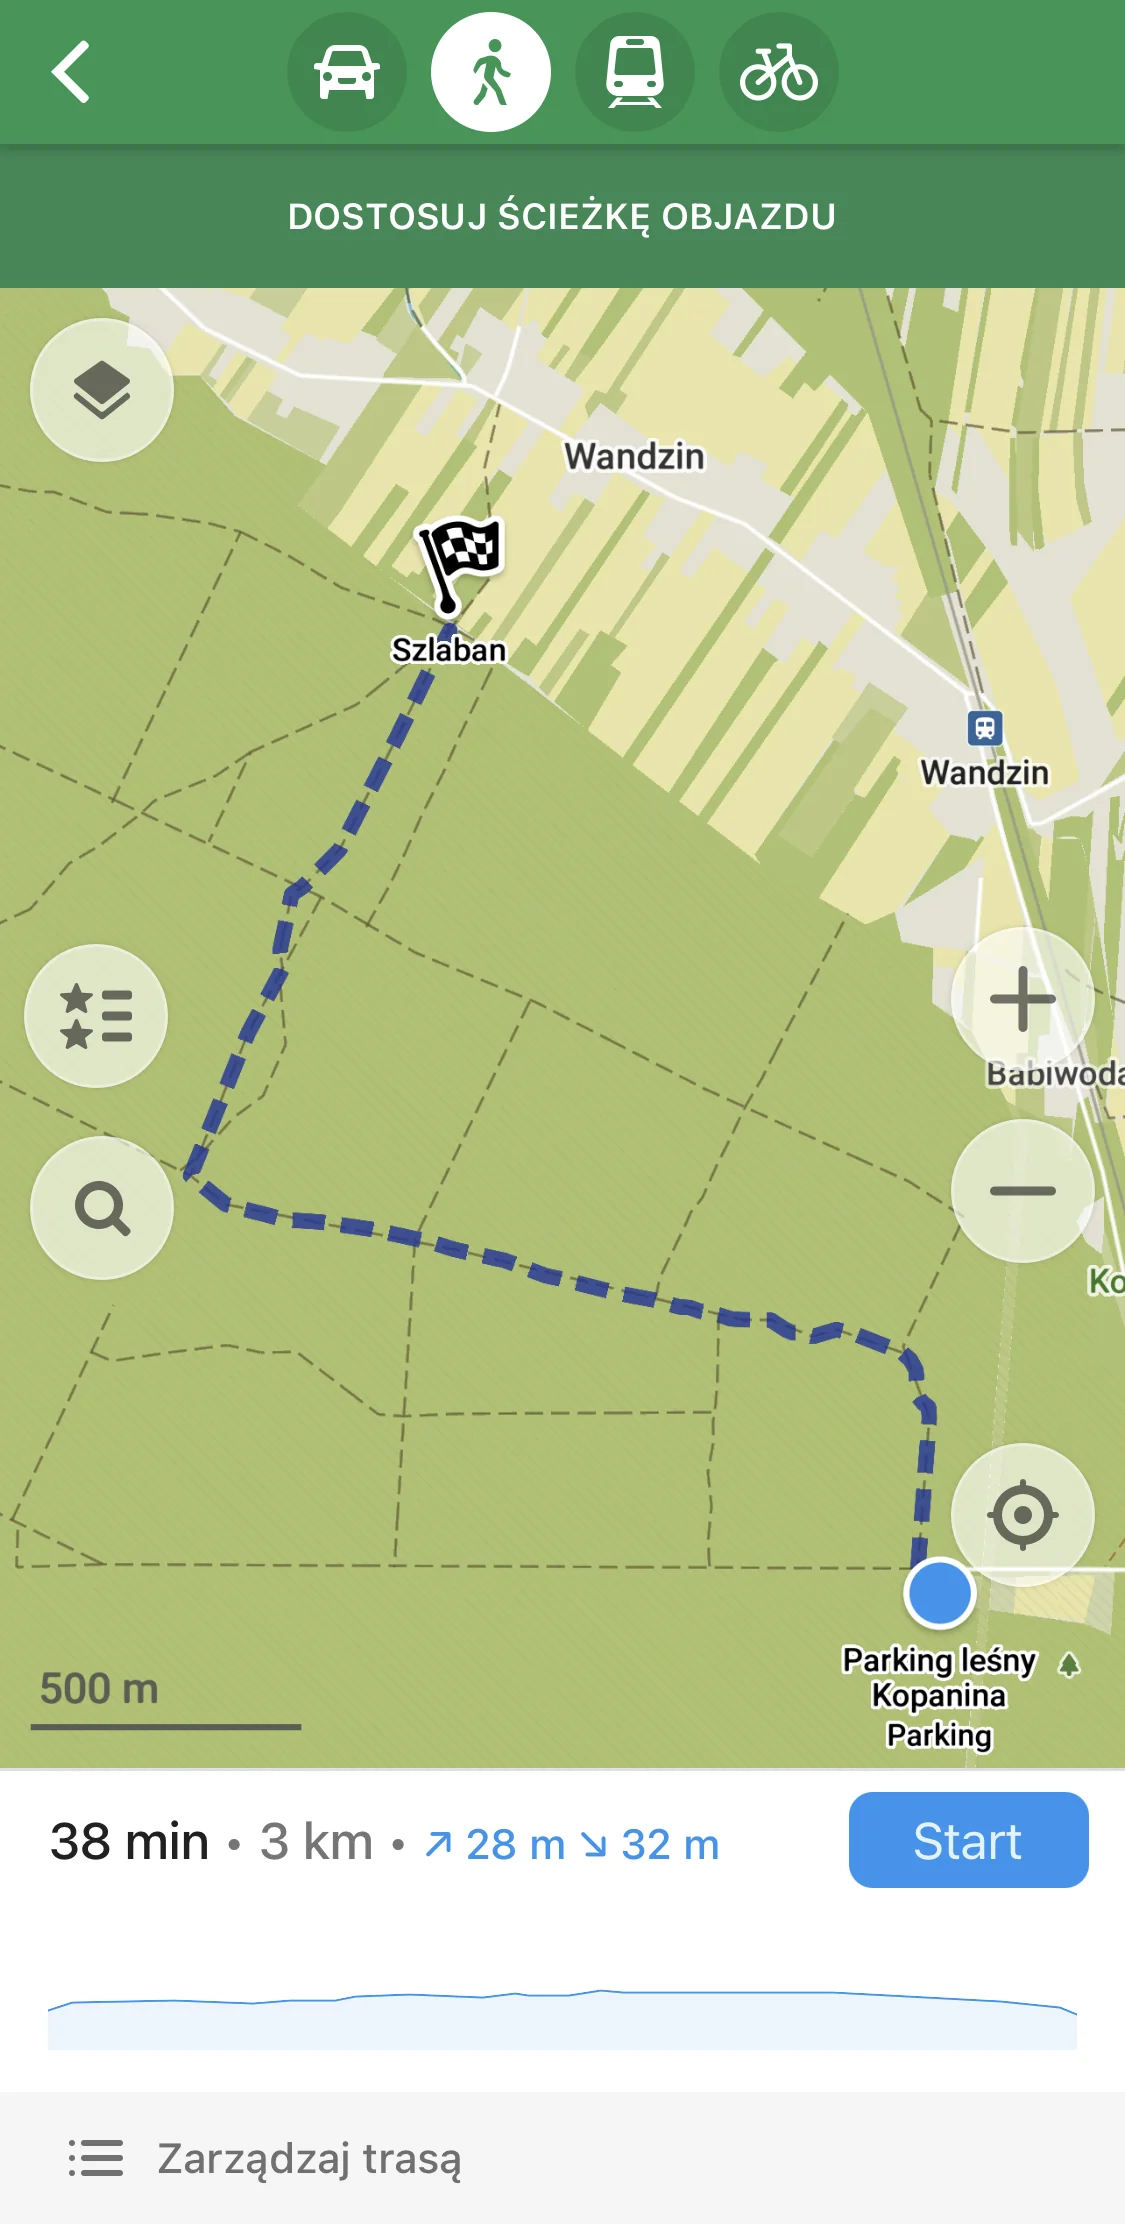 DOSTOSUJ ŚCIEŻKĘ OBJAZDU
Wandzin
Szlaban
Wandzin
Babiwoda
Ko
Parking leśny
Kopanina
Parking
500 m
38 min • 3 km • ↗ 28 m ↘ 32 m
Start
Zarządzaj trasą